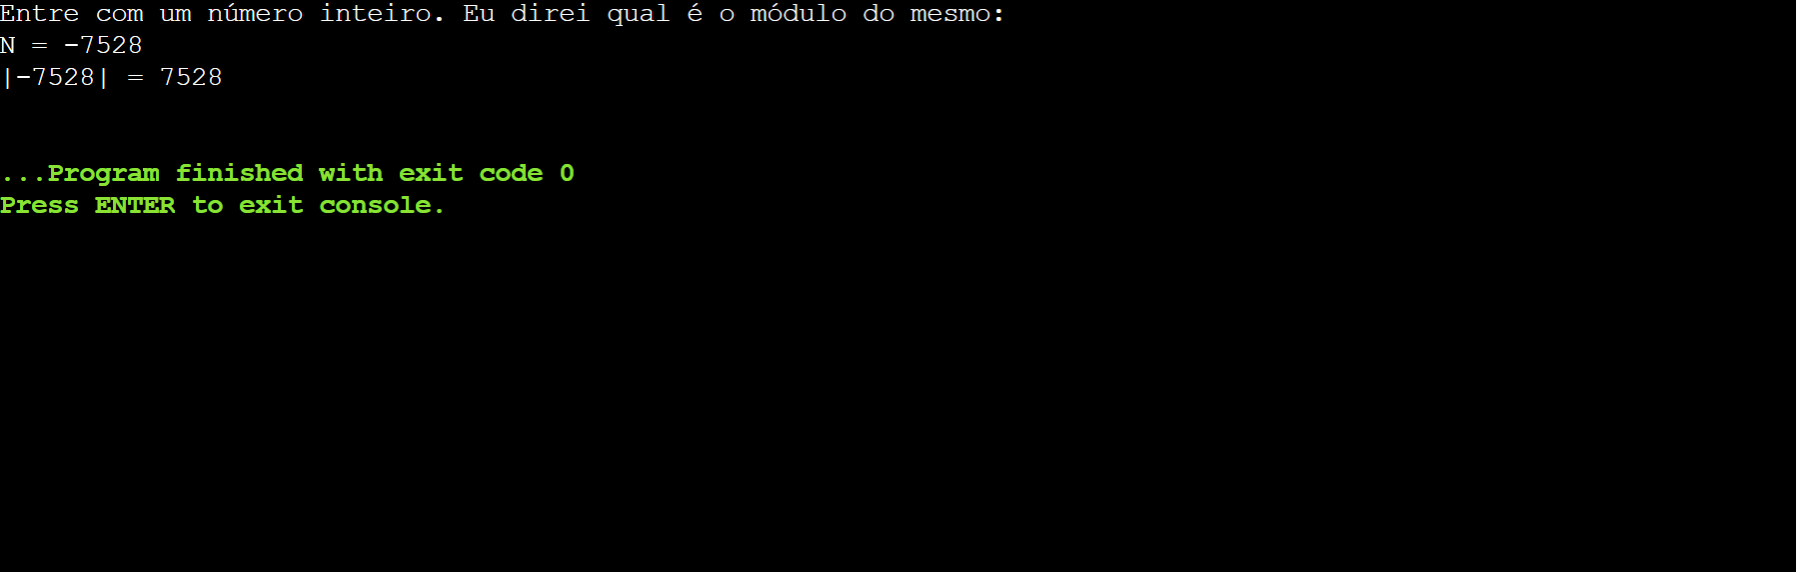 Entre com um número inteiro. Eu direi qual é o módulo do mesmo:
N = -7528
|-7528| = 7528
...Program finished with exit code 0
Press ENTER to exit console.